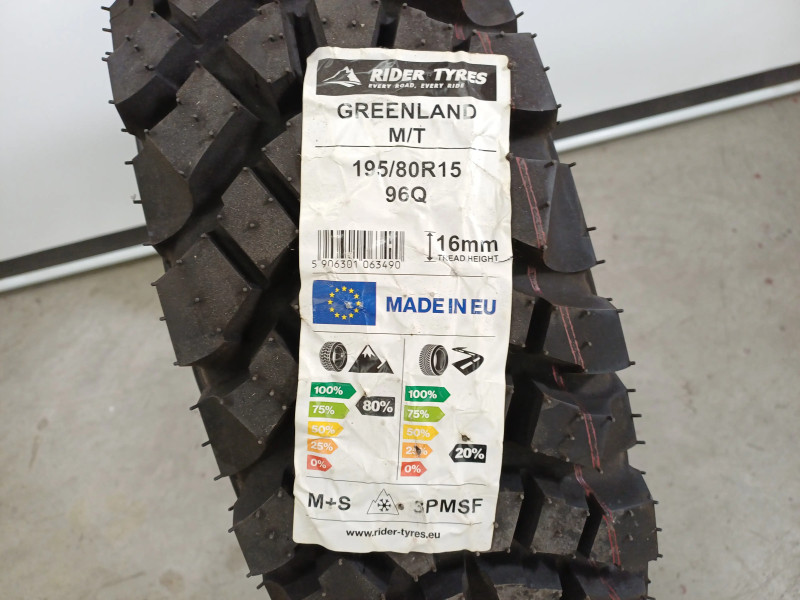 RIDER TYRES
EVERY ROAD, EVERY RIDE
GREENLAND
M/T
195/80R15
96Q
5 906301 063490
16mm
TREAD HEIGHT
MADE IN EU
100%
75%
50%
25%
0%
80%
100%
75%
50%
25%
0%
20%
M+S
3PMSF
www.rider-tyres.eu